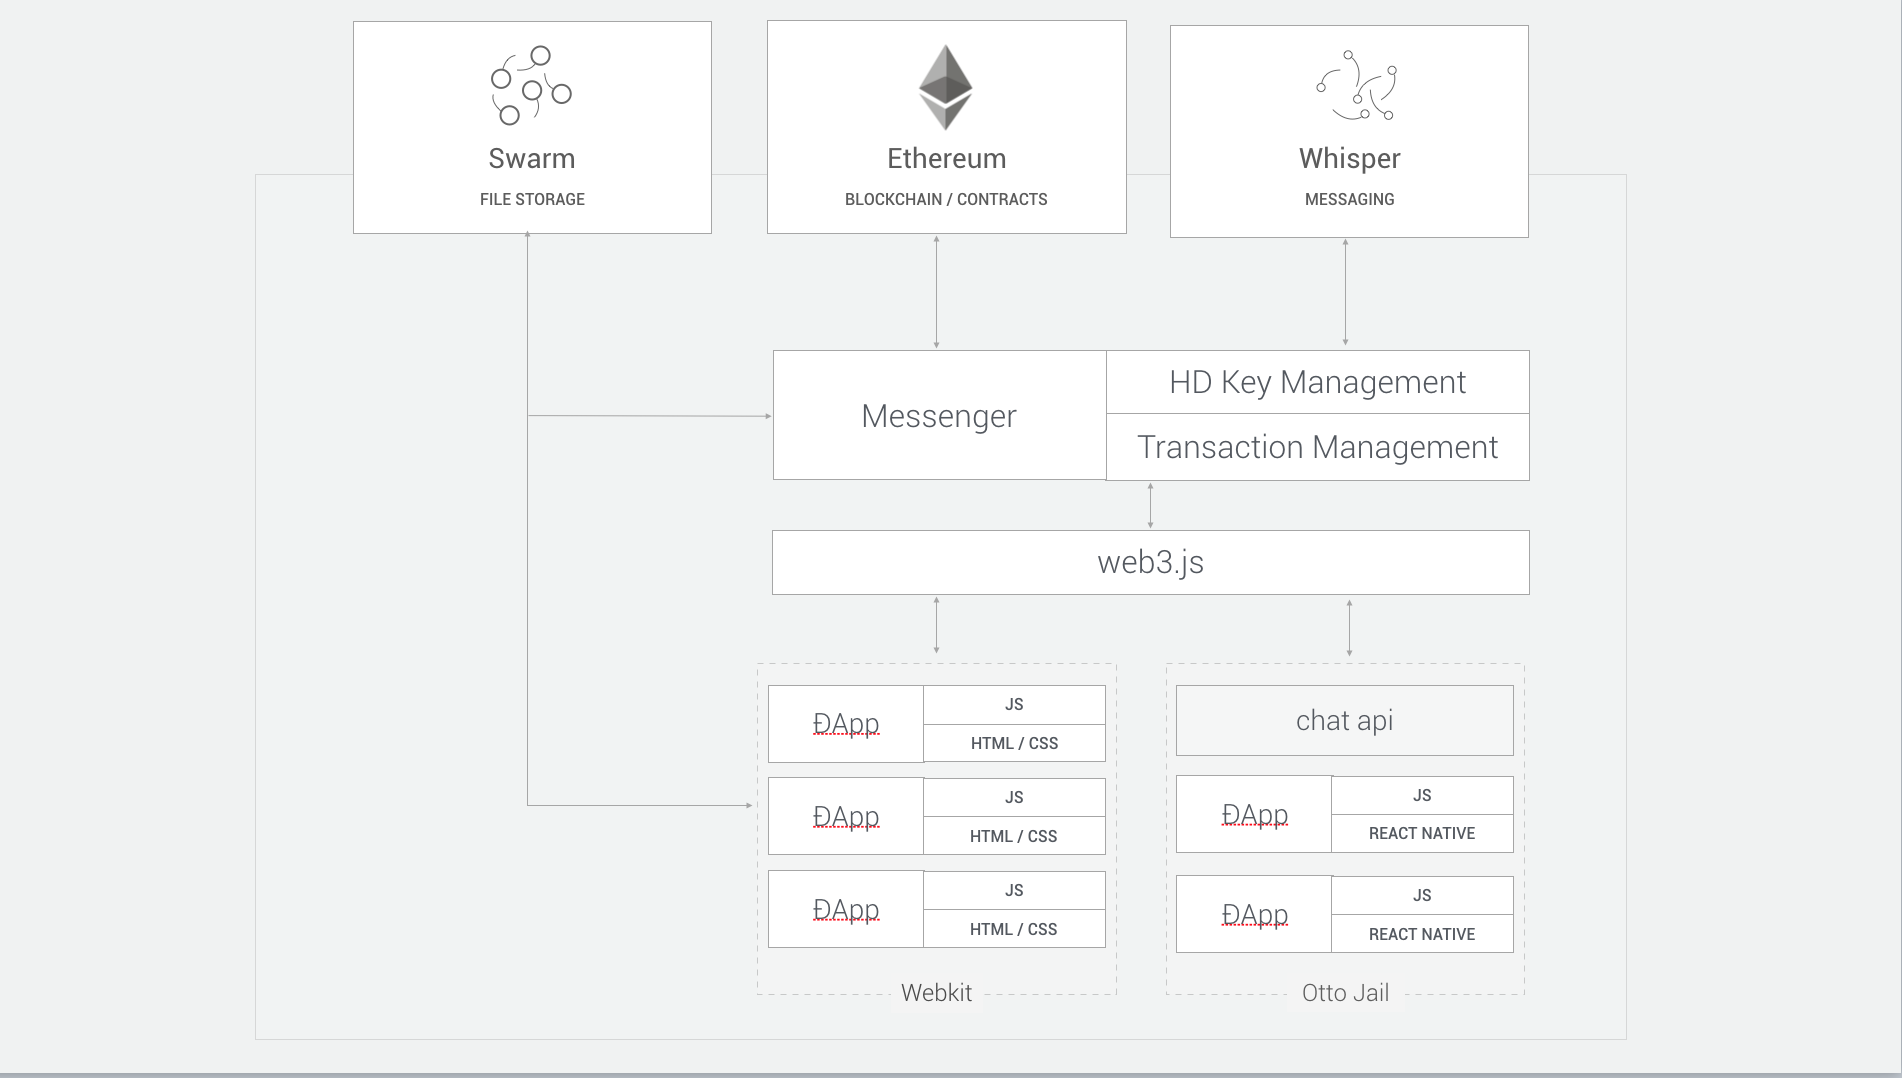 Swarm
FILE STORAGE
Ethereum
BLOCKCHAIN / CONTRACTS
Whisper
MESSAGING
Messenger
HD Key Management
Transaction Management
web3.js
ĐApp
JS
HTML / CSS
ĐApp
JS
HTML / CSS
ĐApp
JS
HTML / CSS
Webkit
chat api
ĐApp
JS
REACT NATIVE
ĐApp
JS
REACT NATIVE
Otto Jail